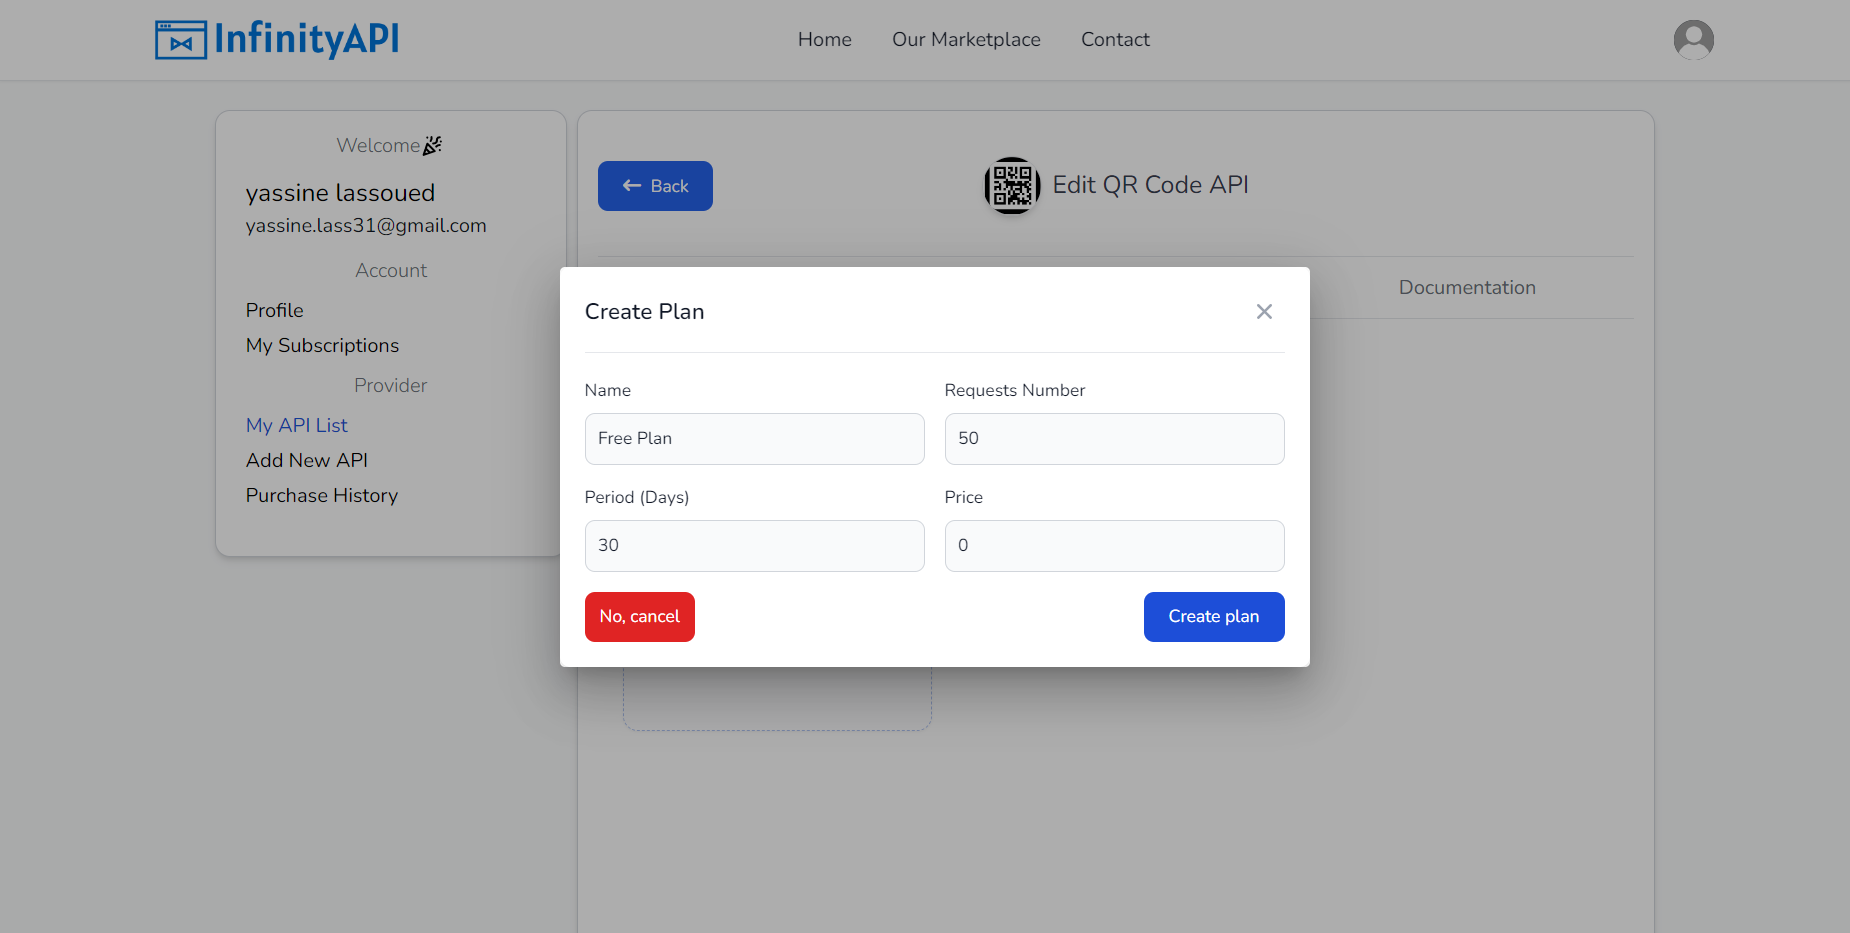 InfinityAPI
Home
Our Marketplace
Contact
Welcome
yassine lassoued
yassine.lass31@gmail.com
Account
Profile
My Subscriptions
Provider
My API List
Add New API
Purchase History
Back
Edit QR Code API
Documentation
Create Plan
Name
Requests Number
Free Plan
50
Period (Days)
Price
30
0
No, cancel
Create plan